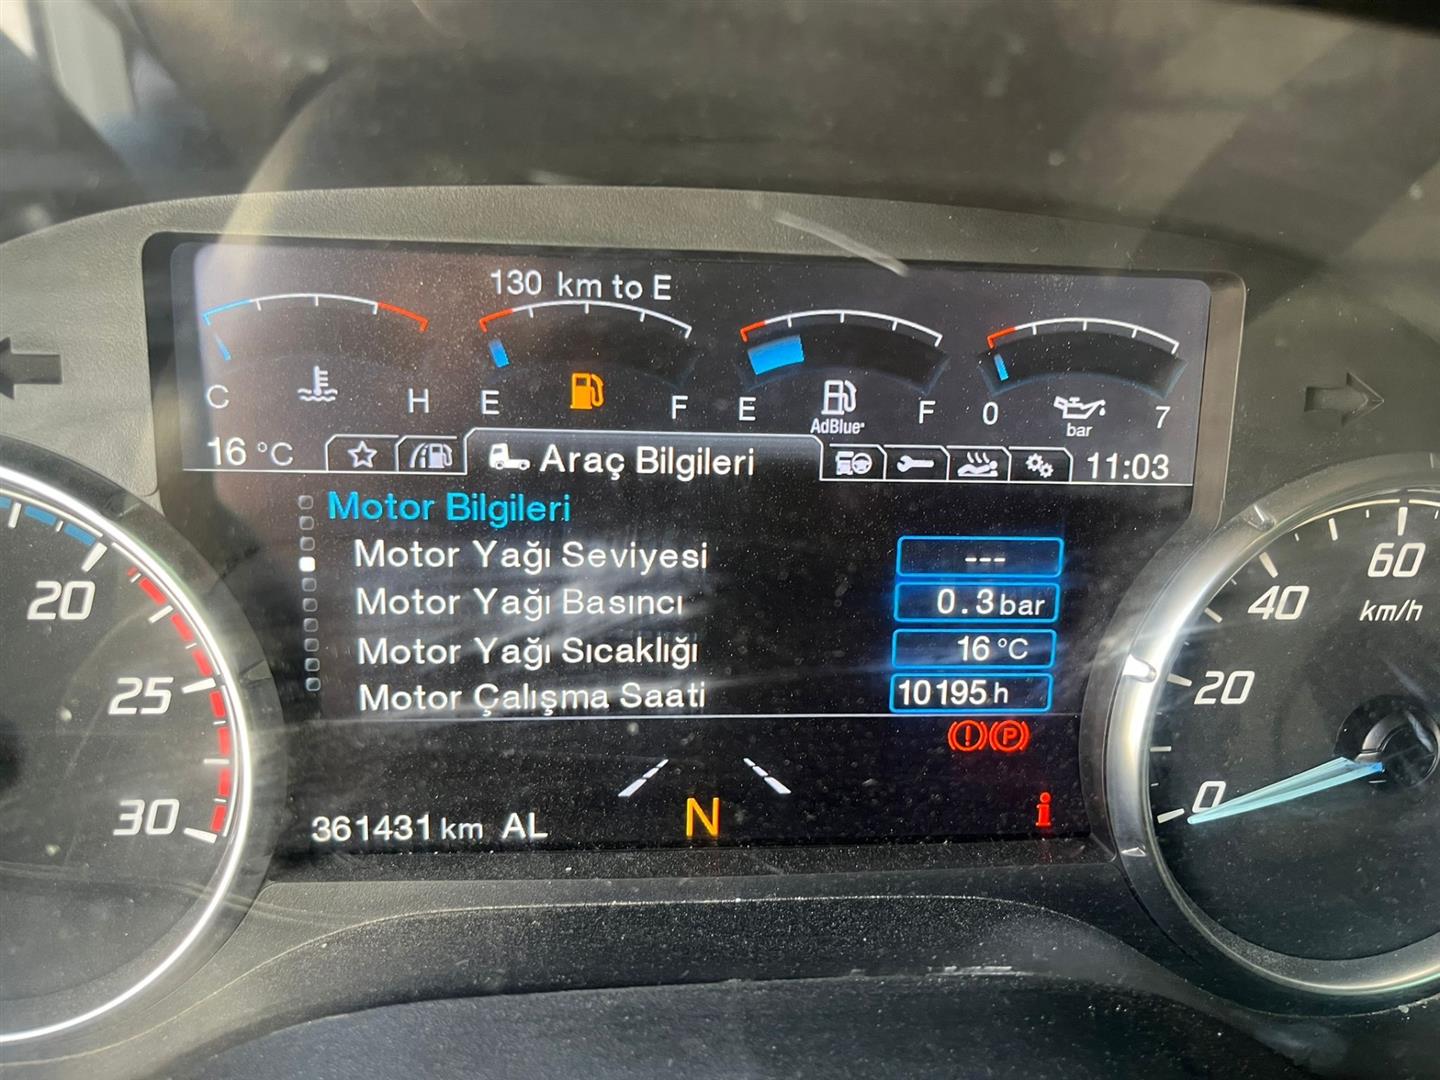 130 km to E
C H E F E F 0 7
AdBlue
bar
16 °C Araç Bilgileri 11:03
Motor Bilgileri
Motor Yağı Seviyesi ---
Motor Yağı Basıncı 0.3 bar
Motor Yağı Sıcaklığı 16 °C
Motor Çalışma Saati 10195 h
361431 km AL N
20
25
30
0
20
40
60
km/h